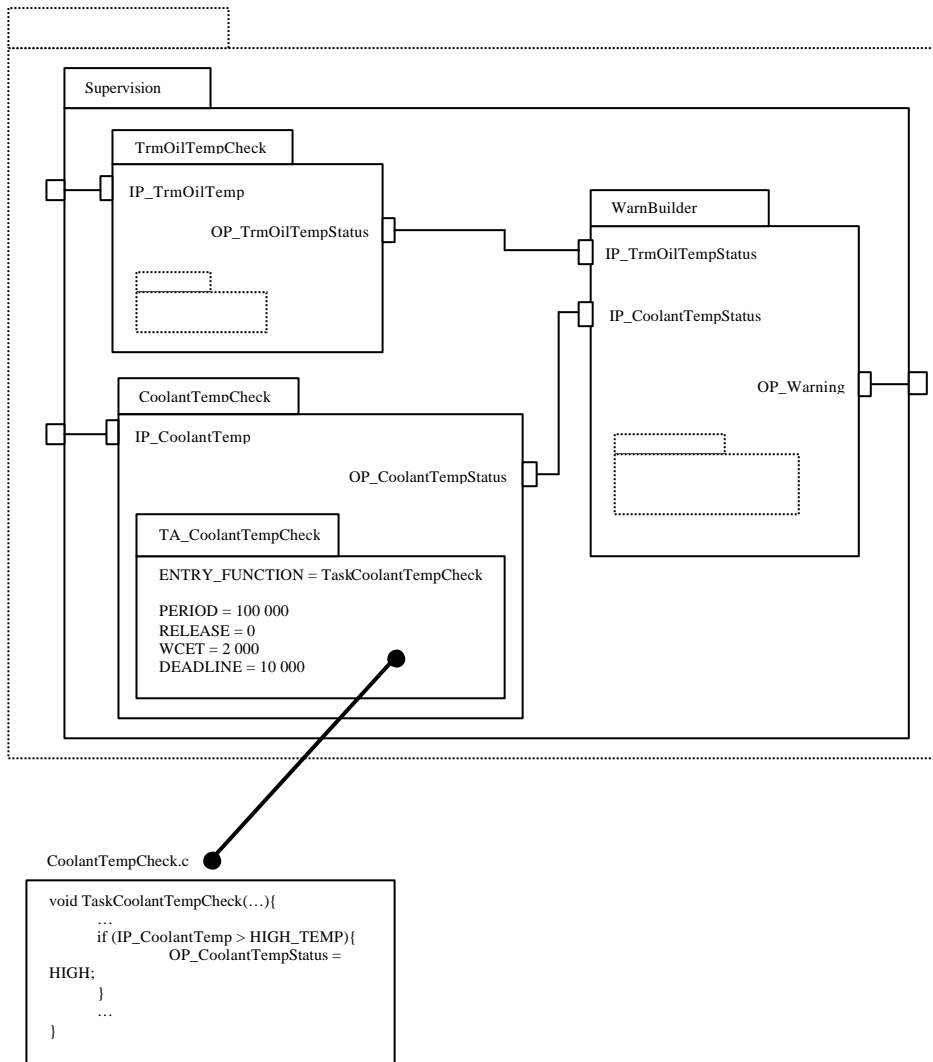 Supervision
TrmOilTempCheck
IP_TrmOilTemp
OP_TrmOilTempStatus
WarnBuilder
IP_TrmOilTempStatus
IP_CoolantTempStatus
OP_Warning
CoolantTempCheck
IP_CoolantTemp
OP_CoolantTempStatus
TA_CoolantTempCheck
ENTRY_FUNCTION = TaskCoolantTempCheck
PERIOD = 100 000
RELEASE = 0
WCET = 2 000
DEADLINE = 10 000
CoolantTempCheck.c
void TaskCoolantTempCheck(…){
…
if (IP_CoolantTemp > HIGH_TEMP){
OP_CoolantTempStatus =
HIGH;
}
…
}